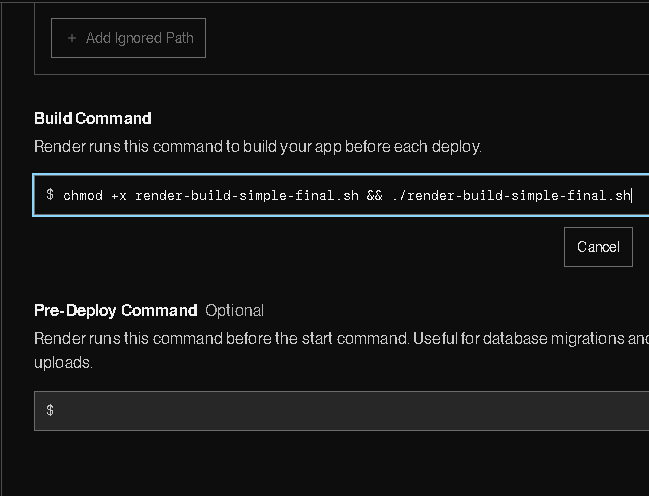 + Add Ignored Path
Build Command
Render runs this command to build your app before each deploy.
$ chmod +x render-build-simple-final.sh && ./render-build-simple-final.sh
Cancel
Pre-Deploy Command Optional
Render runs this command before the start command. Useful for database migrations and
uploads.
$